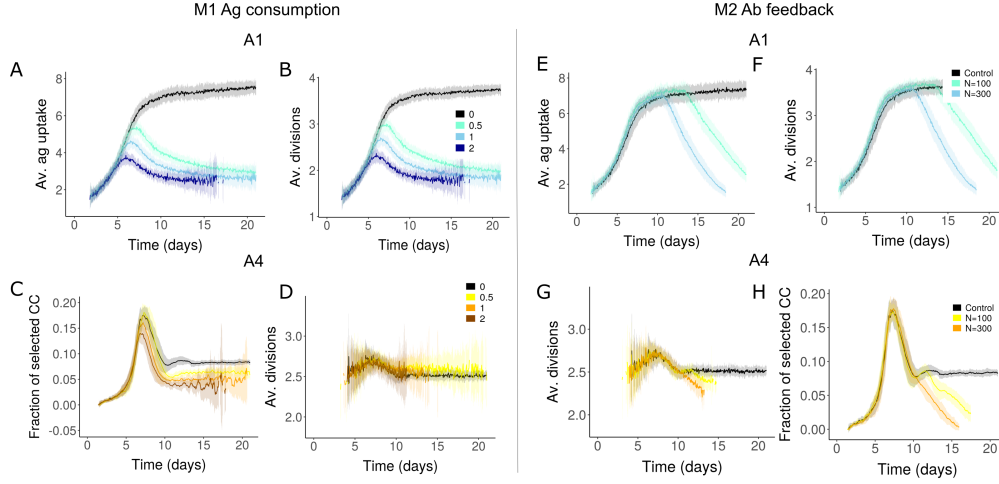 M1 Ag consumption
M2 Ab feedback
A1
A1
A
8
6
4
2
Av. ag uptake
0
5
10
15
20
Time (days)
B
4
3
2
1
Av. divisions
0
0.5
1
2
0
5
10
15
20
Time (days)
E
8
6
4
2
Av. ag uptake
0
5
10
15
20
Time (days)
F
4
3
2
1
Av. divisions
Control
N=100
N=300
0
5
10
15
20
Time (days)
A4
A4
C
0.20
0.15
0.10
0.05
0.00
-0.05
Fraction of selected CC
0
5
10
15
20
Time (days)
D
3.0
2.5
2.0
Av. divisions
0
0.5
1
2
0
5
10
15
20
Time (days)
G
3.0
2.5
2.0
Av. divisions
0
5
10
15
20
Time (days)
H
0.20
0.15
0.10
0.05
0.00
Fraction of selected CC
Control
N=100
N=300
0
5
10
15
20
Time (days)